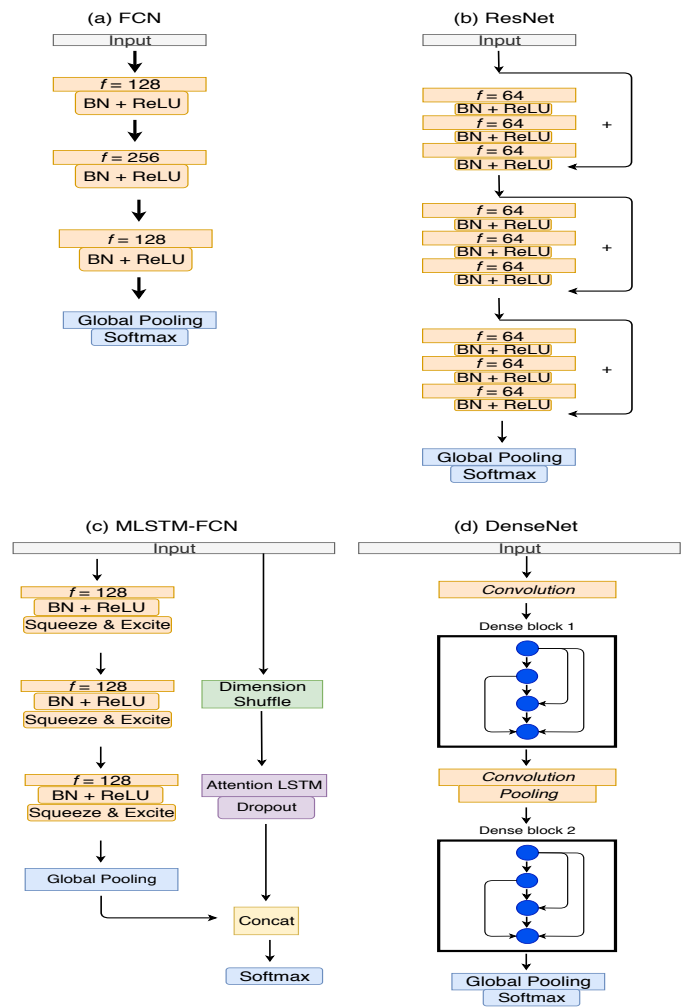 (a) FCN
Input
f = 128
BN + ReLU
f = 256
BN + ReLU
f = 128
BN + ReLU
Global Pooling
Softmax
(b) ResNet
Input
f = 64
BN + ReLU
f = 64
BN + ReLU
f = 64
BN + ReLU
+
f = 64
BN + ReLU
f = 64
BN + ReLU
f = 64
BN + ReLU
+
f = 64
BN + ReLU
f = 64
BN + ReLU
f = 64
BN + ReLU
+
Global Pooling
Softmax
(c) MLSTM-FCN
Input
f = 128
BN + ReLU
Squeeze & Excite
f = 128
BN + ReLU
Squeeze & Excite
f = 128
BN + ReLU
Squeeze & Excite
Global Pooling
Dimension
Shuffle
Attention LSTM
Dropout
Concat
Softmax
(d) DenseNet
Input
Convolution
Dense block 1
Convolution
Pooling
Dense block 2
Global Pooling
Softmax